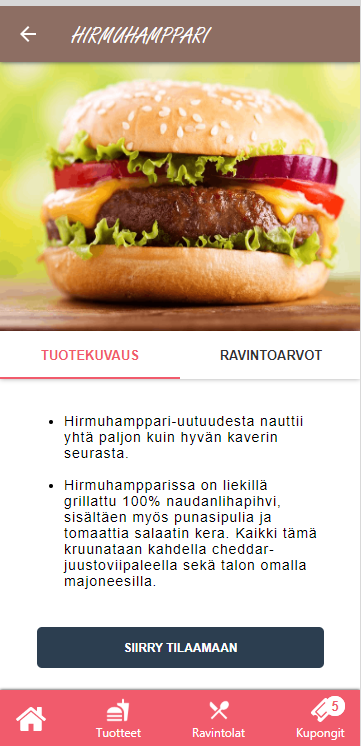 HIRMUHAMPPARI
TUOTEKUVAUS
RAVINTOARVOT
Hirmuhamppari-uutuudesta nauttii
yhtä paljon kuin hyvän kaverin
seurasta.
Hirmuhampparissa on liekillä
grillattu 100% naudanlihapihvi,
sisältäen myös punasipulia ja
tomaattia salaatin kera. Kaikki tämä
kruunataan kahdella cheddar-
juustoviipaleella sekä talon omalla
majoneesilla.
SIIRRY TILAAMAAN
5
Tuotteet
Ravintolat
Kupongit